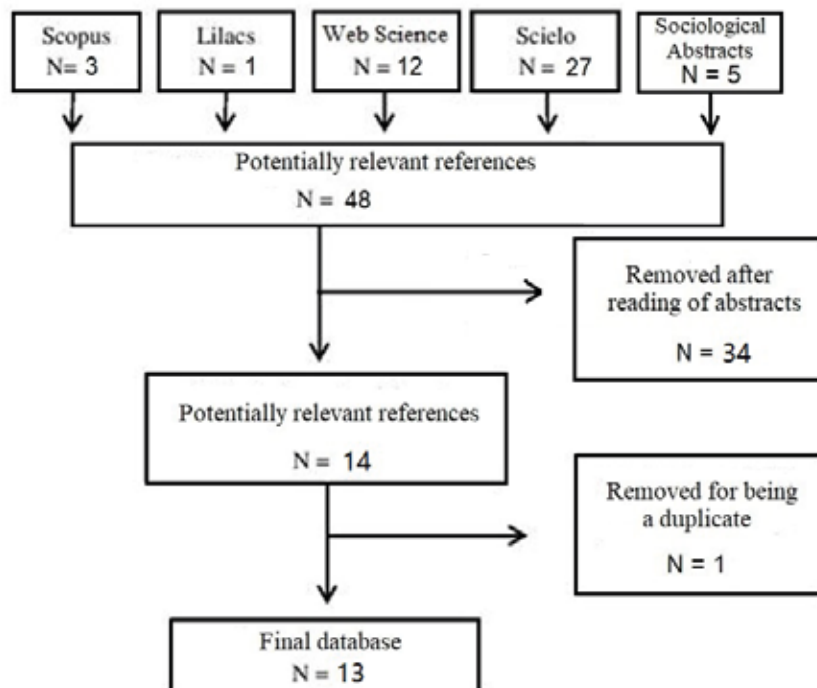 Scopus
N= 3
Lilacs
N = 1
Web Science
N = 12
Scielo
N = 27
Sociological
Abstracts
N = 5
Potentially relevant references
N = 48
Removed after
reading of abstracts
N = 34
Potentially relevant references
N = 14
Removed for being
a duplicate
N = 1
Final database
N = 13